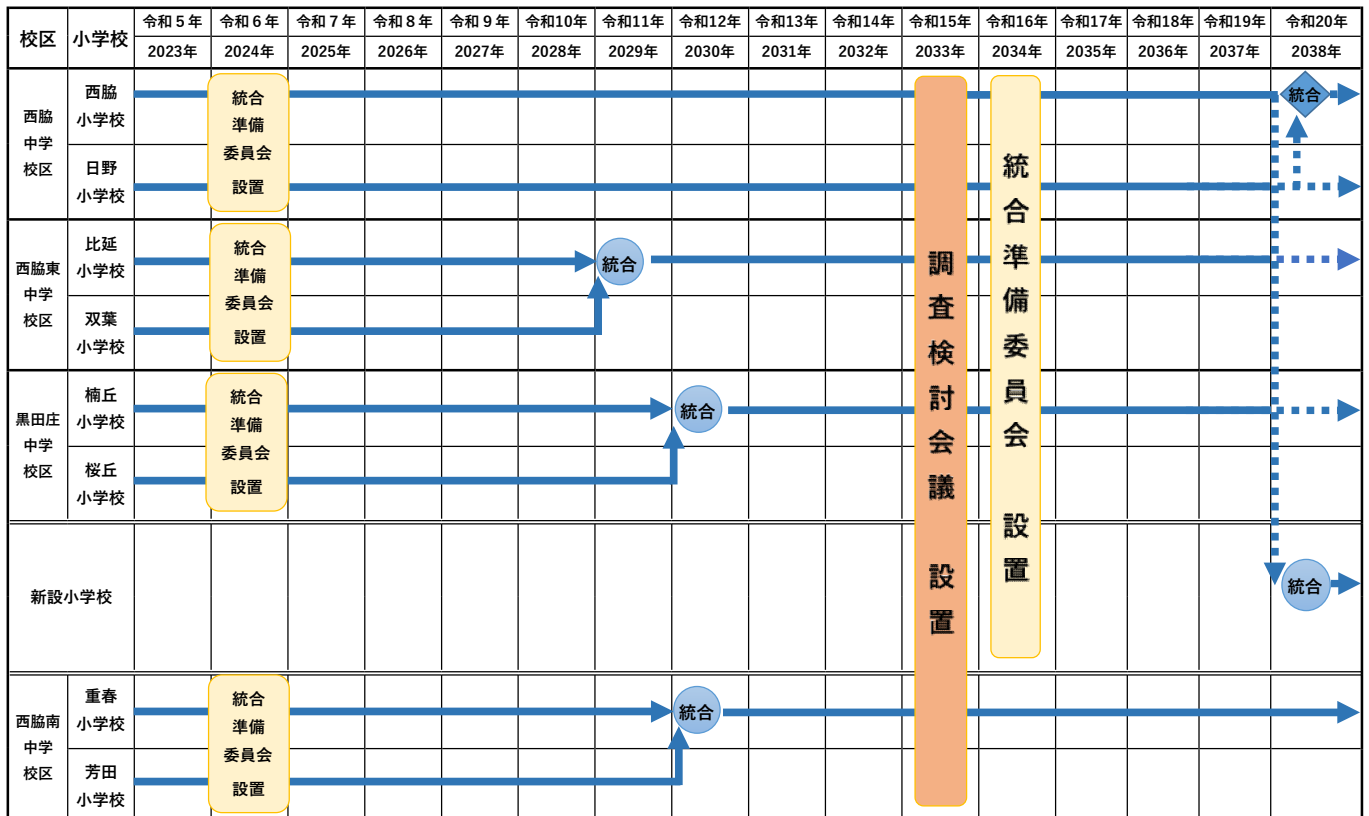 校区 小学校 令和５年 令和６年 令和７年 令和８年 令和９年 令和10年 令和11年 令和12年 令和13年 令和14年 令和15年 令和16年 令和17年 令和18年 令和19年 令和20年
2023年 2024年 2025年 2026年 2027年 2028年 2029年 2030年 2031年 2032年 2033年 2034年 2035年 2036年 2037年 2038年
西脇
中学
校区
西脇
小学校
日野
小学校
統合
準備
委員会
設置
統合
西脇東
中学
校区
比延
小学校
双葉
小学校
統合
準備
委員会
設置
統合
黒田庄
中学
校区
楠丘
小学校
桜丘
小学校
統合
準備
委員会
設置
統合
調査検討会議　設置
統合準備委員会　設置
新設小学校
統合
西脇南
中学
校区
重春
小学校
芳田
小学校
統合
準備
委員会
設置
統合